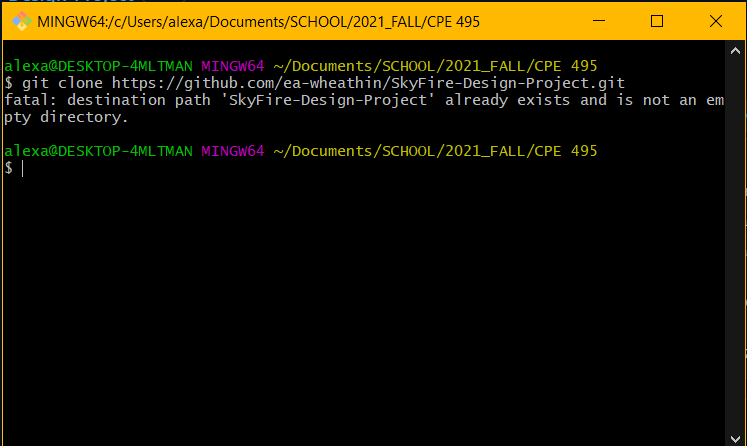 MINGW64:/c/Users/alexa/Documents/SCHOOL/2021_FALL/CPE 495
alexa@DESKTOP-4MLTMAN MINGW64 ~/Documents/SCHOOL/2021_FALL/CPE 495
$ git clone https://github.com/ea-wheathin/SkyFire-Design-Project.git
fatal: destination path 'SkyFire-Design-Project' already exists and is not an em
pty directory.
alexa@DESKTOP-4MLTMAN MINGW64 ~/Documents/SCHOOL/2021_FALL/CPE 495
$